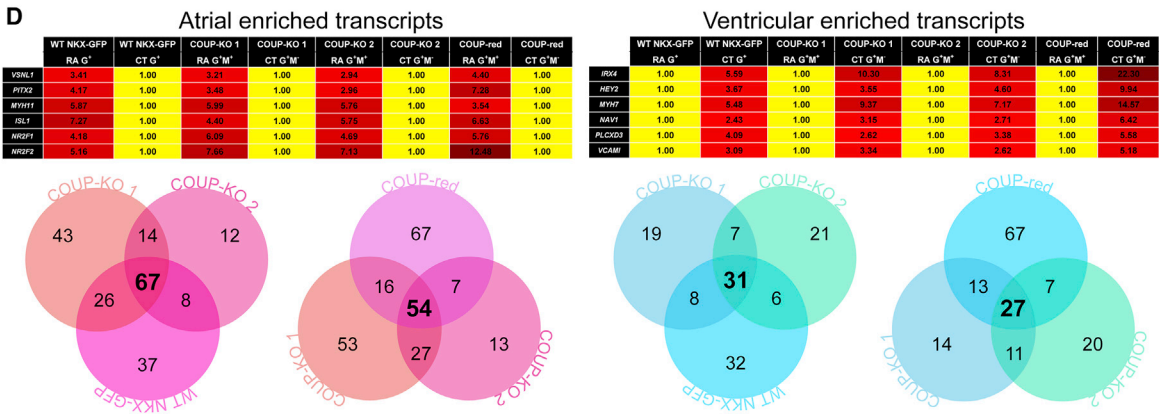 D
Atrial enriched transcripts
WT NKX-GFP WT NKX-GFP COUP-KO 1 COUP-KO 1 COUP-KO 2 COUP-KO 2 COUP-red COUP-red
RA G+ CT G+ RA G+M+ CT G+M- RA G+M+ CT G+M- RA G+M+ CT G+M-
VSNL1 3.41 1.00 3.21 1.00 2.94 1.00 4.40 1.00
PITX2 4.17 1.00 3.48 1.00 2.96 1.00 7.28 1.00
MYH11 5.87 1.00 5.99 1.00 5.76 1.00 3.54 1.00
ISL1 7.27 1.00 4.40 1.00 5.75 1.00 6.63 1.00
NR2F1 4.18 1.00 6.09 1.00 4.69 1.00 5.76 1.00
NR2F2 5.16 1.00 7.66 1.00 7.13 1.00 12.48 1.00
Ventricular enriched transcripts
WT NKX-GFP WT NKX-GFP COUP-KO 1 COUP-KO 1 COUP-KO 2 COUP-KO 2 COUP-red COUP-red
RA G+ CT G+ RA G+M+ CT G+M- RA G+M+ CT G+M- RA G+M+ CT G+M-
IRX4 1.00 5.59 1.00 10.30 1.00 8.31 1.00 22.30
HEY2 1.00 3.67 1.00 3.55 1.00 4.60 1.00 9.94
MYH7 1.00 5.48 1.00 9.37 1.00 7.17 1.00 14.57
NAV1 1.00 2.43 1.00 3.15 1.00 2.71 1.00 6.42
PLCXD3 1.00 4.09 1.00 2.62 1.00 3.38 1.00 5.58
VCAMI 1.00 3.09 1.00 3.34 1.00 2.62 1.00 5.18
COUP-KO 1
COUP-KO 2
43 14 12
67
26 8
37
WT NKX-GFP
COUP-red
67
16 7
54
53 27 13
COUP-KO 1
COUP-KO 2
COUP-KO 1
COUP-KO 2
19 7 21
31
8 6
32
WT NKX-GFP
COUP-red
67
13 7
27
14 11 20
COUP-KO 1
COUP-KO 2